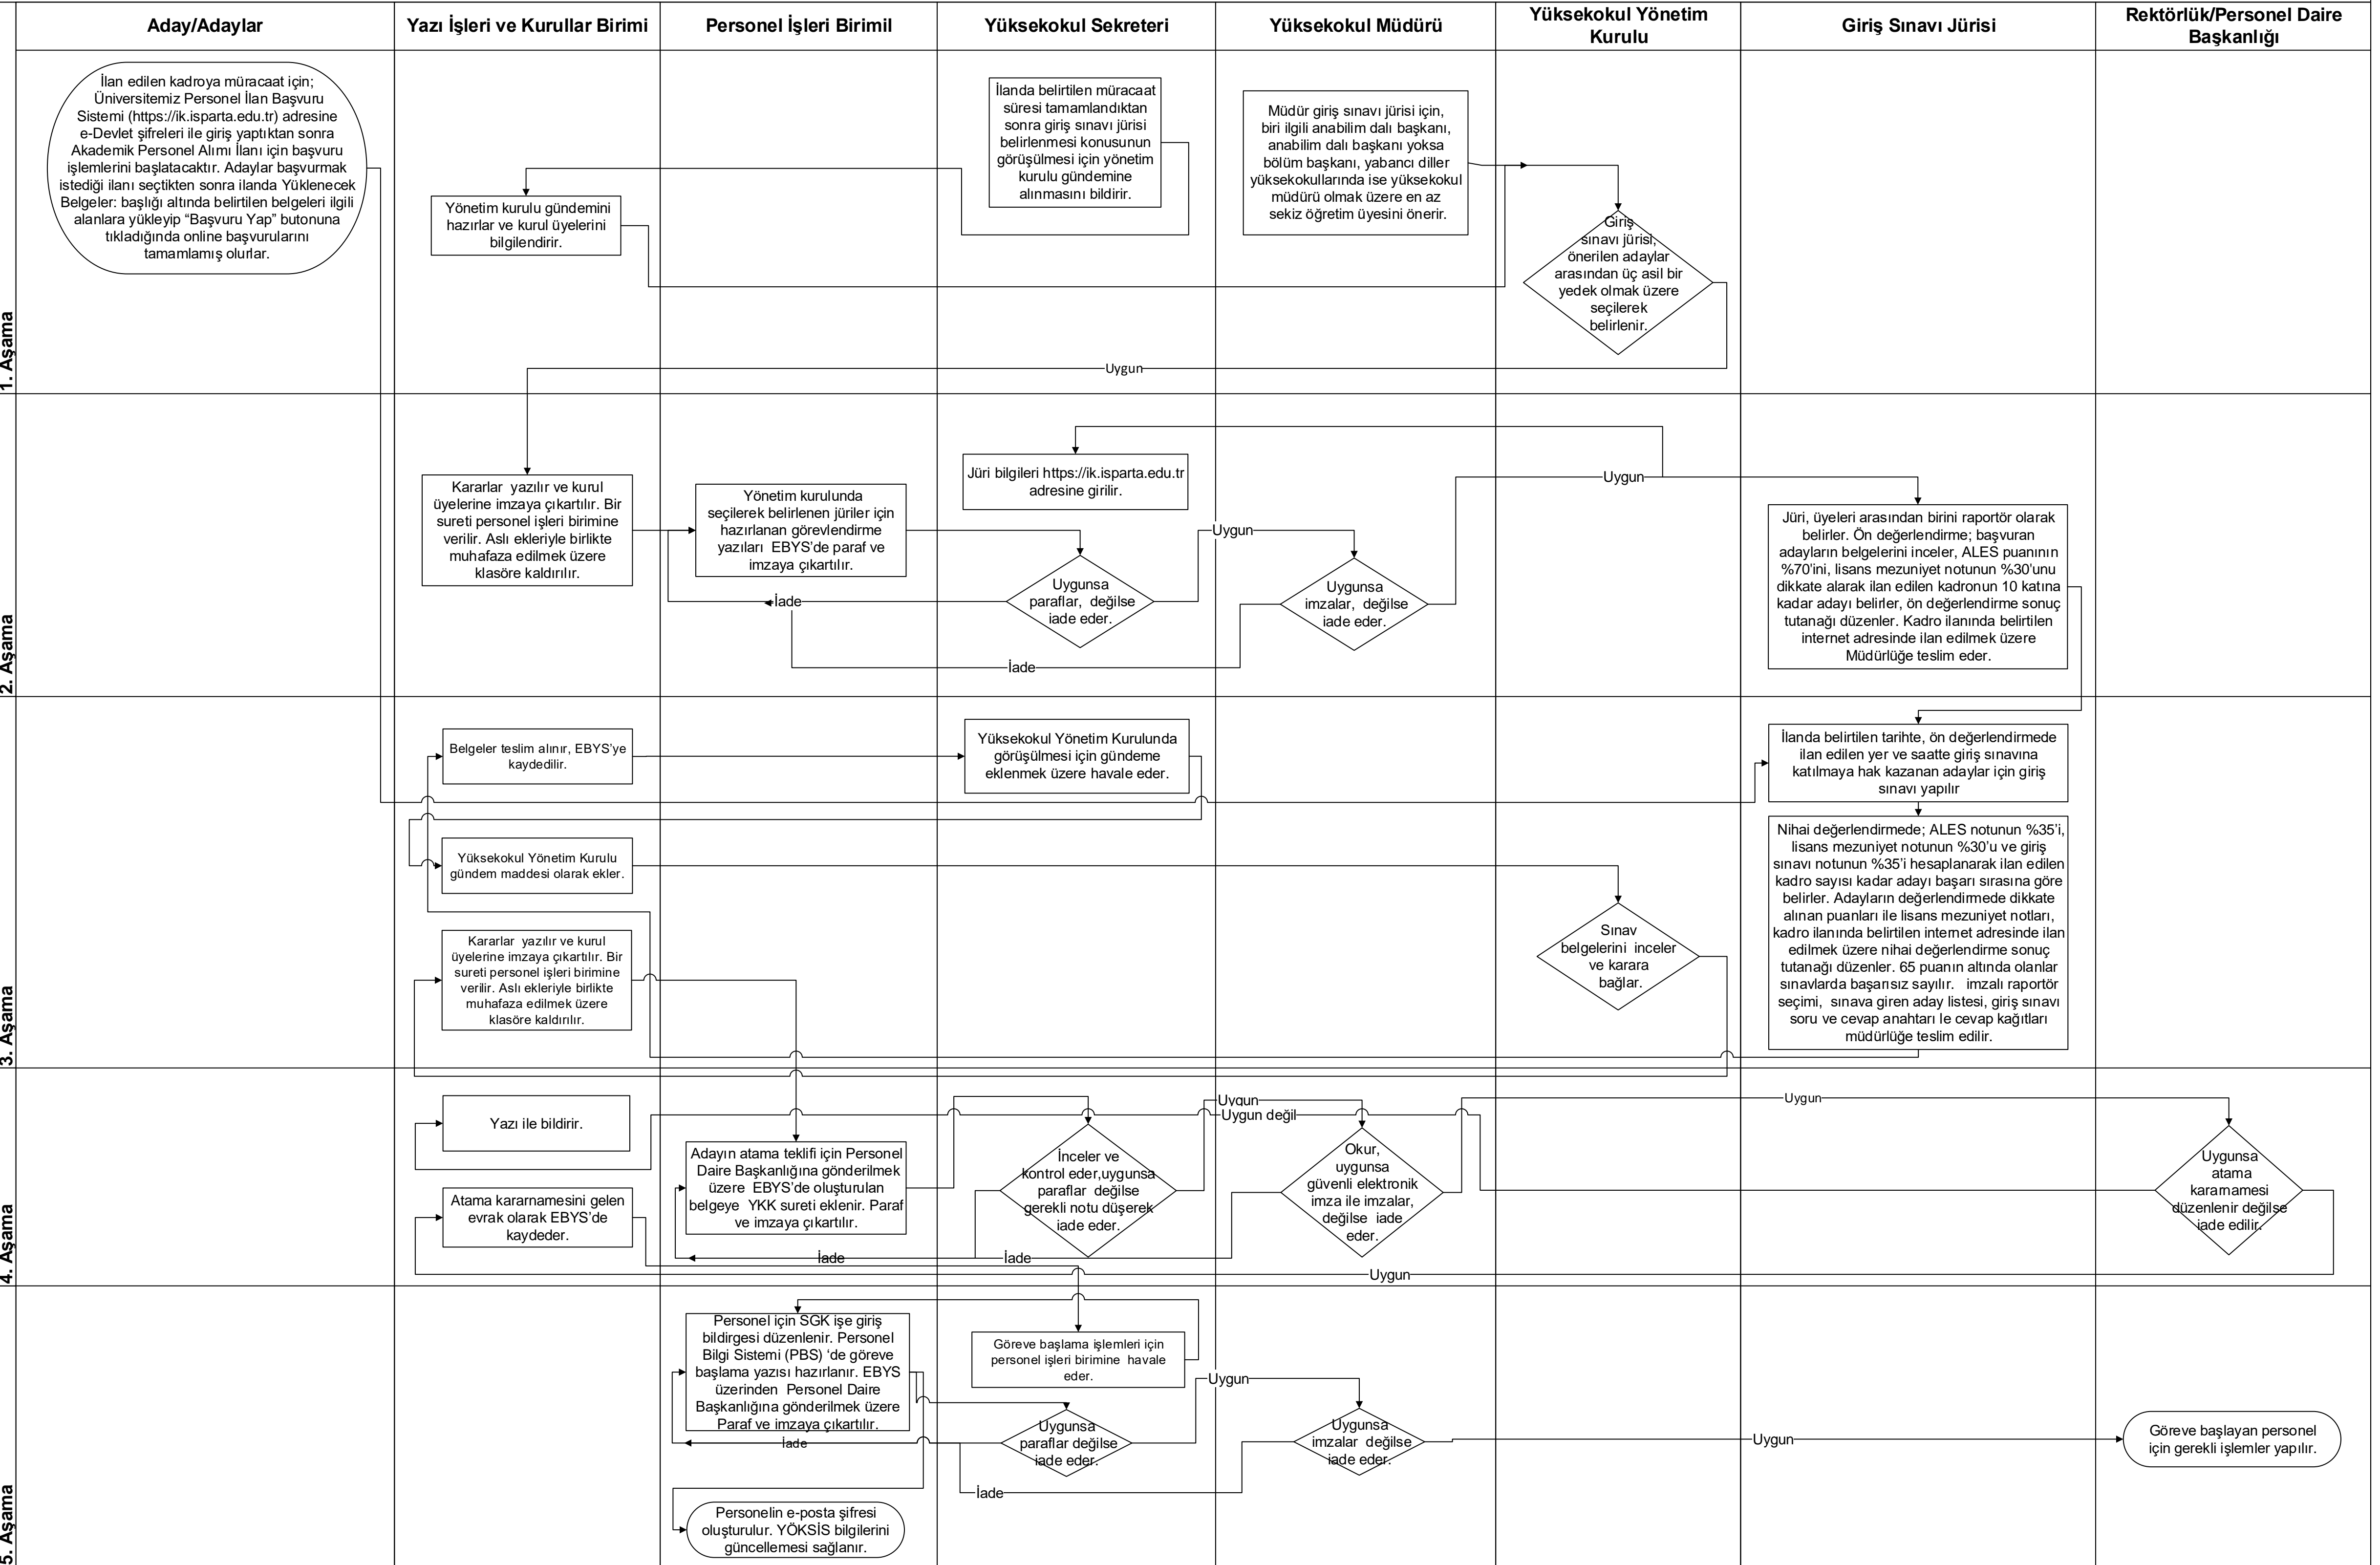 Aday/Adaylar
Yazı İşleri ve Kurullar Birimi
Personel İşleri Birimil
Yüksekokul Sekreteri
Yüksekokul Müdürü
Yüksekokul Yönetim
Kurulu
Giriş Sınavı Jürisi
Rektörlük/Personel Daire
Başkanlığı
1. Aşama
İlan edilen kadroya müracaat için;
Üniversitemiz Personel İlan Başvuru
Sistemi (https://ik.isparta.edu.tr) adresine
e-Devlet şifreleri ile giriş yaptıktan sonra
Akademik Personel Alımı İlanı için başvuru
işlemlerini başlatacaktır. Adaylar başvurmak
istediği ilanı seçtikten sonra ilanda Yüklenecek
Belgeler: başlığı altında belirtilen belgeleri ilgili
alanlara yükleyip “Başvuru Yap” butonuna
tıkladığında online başvurularını
tamamlamış olurlar.
Yönetim kurulu gündemini
hazırlar ve kurul üyelerini
bilgilendirir.
İlanda belirtilen müracaat
süresi tamamlandıktan
sonra giriş sınavı jürisi
belirlenmesi konusunun
görüşülmesi için yönetim
kurulu gündemine
alınmasını bildirir.
Müdür giriş sınavı jürisi için,
biri ilgili anabilim dalı başkanı,
anabilim dalı başkanı yoksa
bölüm başkanı, yabancı diller
yüksekokullarında ise yüksekokul
müdürü olmak üzere en az
sekiz öğretim üyesini önerir.
Giriş
sınavı jürisi,
önerilen adaylar
arasından üç asil bir
yedek olmak üzere
seçilerek
belirlenir.
Uygun
2. Aşama
Kararlar yazılır ve kurul
üyelerine imzaya çıkartılır. Bir
sureti personel işleri birimine
verilir. Aslı ekleriyle birlikte
muhafaza edilmek üzere
klasöre kaldırılır.
Yönetim kurulunda
seçilerek belirlenen jüriler için
hazırlanan görevlendirme
yazıları EBYS’de paraf ve
imzaya çıkartılır.
Jüri bilgileri https://ik.isparta.edu.tr
adresine girilir.
Uygunsa
paraflar, değilse
iade eder.
Uygun
Uygunsa
imzalar, değilse
iade eder.
İade
İade
Uygun
Jüri, üyeleri arasından birini raportör olarak
belirler. Ön değerlendirme; başvuran
adayların belgelerini inceler, ALES puanının
%70'ini, lisans mezuniyet notunun %30'unu
dikkate alarak ilan edilen kadronun 10 katına
kadar adayı belirler, ön değerlendirme sonuç
tutanağı düzenler. Kadro ilanında belirtilen
internet adresinde ilan edilmek üzere
Müdürlüğe teslim eder.
3. Aşama
Belgeler teslim alınır, EBYS’ye
kaydedilir.
Yüksekokul Yönetim Kurulunda
görüşülmesi için gündeme
eklenmek üzere havale eder.
İlanda belirtilen tarihte, ön değerlendirmede
ilan edilen yer ve saatte giriş sınavına
katılmaya hak kazanan adaylar için giriş
sınavı yapılır
Yüksekokul Yönetim Kurulu
gündem maddesi olarak ekler.
Kararlar yazılır ve kurul
üyelerine imzaya çıkartılır. Bir
sureti personel işleri birimine
verilir. Aslı ekleriyle birlikte
muhafaza edilmek üzere
klasöre kaldırılır.
Sınav
belgelerini inceler
ve karara
bağlar.
Nihai değerlendirmede; ALES notunun %35’i,
lisans mezuniyet notunun %30’u ve giriş
sınavı notunun %35’i hesaplanarak ilan edilen
kadro sayısı kadar adayı başarı sırasına göre
belirler. Adayların değerlendirmede dikkate
alınan puanları ile lisans mezuniyet notları,
kadro ilanında belirtilen internet adresinde ilan
edilmek üzere nihai değerlendirme sonuç
tutanağı düzenler. 65 puanın altında olanlar
sınavlarda başarısız sayılır. imzalı raportör
seçimi, sınava giren aday listesi, giriş sınavı
soru ve cevap anahtarı le cevap kağıtları
müdürlüğe teslim edilir.
4. Aşama
Yazı ile bildirir.
Atama kararnamesini gelen
evrak olarak EBYS’de
kaydeder.
Adayın atama teklifi için Personel
Daire Başkanlığına gönderilmek
üzere EBYS’de oluşturulan
belgeye YKK sureti eklenir. Paraf
ve imzaya çıkartılır.
İnceler ve
kontrol eder,uygunsa
paraflar değilse
gerekli notu düşerek
iade eder.
Uygun
Uygun değil
Okur,
uygunsa
güvenli elektronik
imza ile imzalar,
değilse iade
eder.
Uygun
Uygunsa
atama
kararnamesi
düzenlenir değilse
iade edilir.
İade
İade
Uygun
5. Aşama
Personel için SGK işe giriş
bildirgesi düzenlenir. Personel
Bilgi Sistemi (PBS) ‘de göreve
başlama yazısı hazırlanır. EBYS
üzerinden Personel Daire
Başkanlığına gönderilmek üzere
Paraf ve imzaya çıkartılır.
Göreve başlama işlemleri için
personel işleri birimine havale
eder.
Uygun
Uygunsa
paraflar değilse
iade eder.
Uygunsa
imzalar değilse
iade eder.
İade
İade
Uygun
Göreve başlayan personel
için gerekli işlemler yapılır.
Personelin e-posta şifresi
oluşturulur. YÖKSİS bilgilerini
güncellemesi sağlanır.